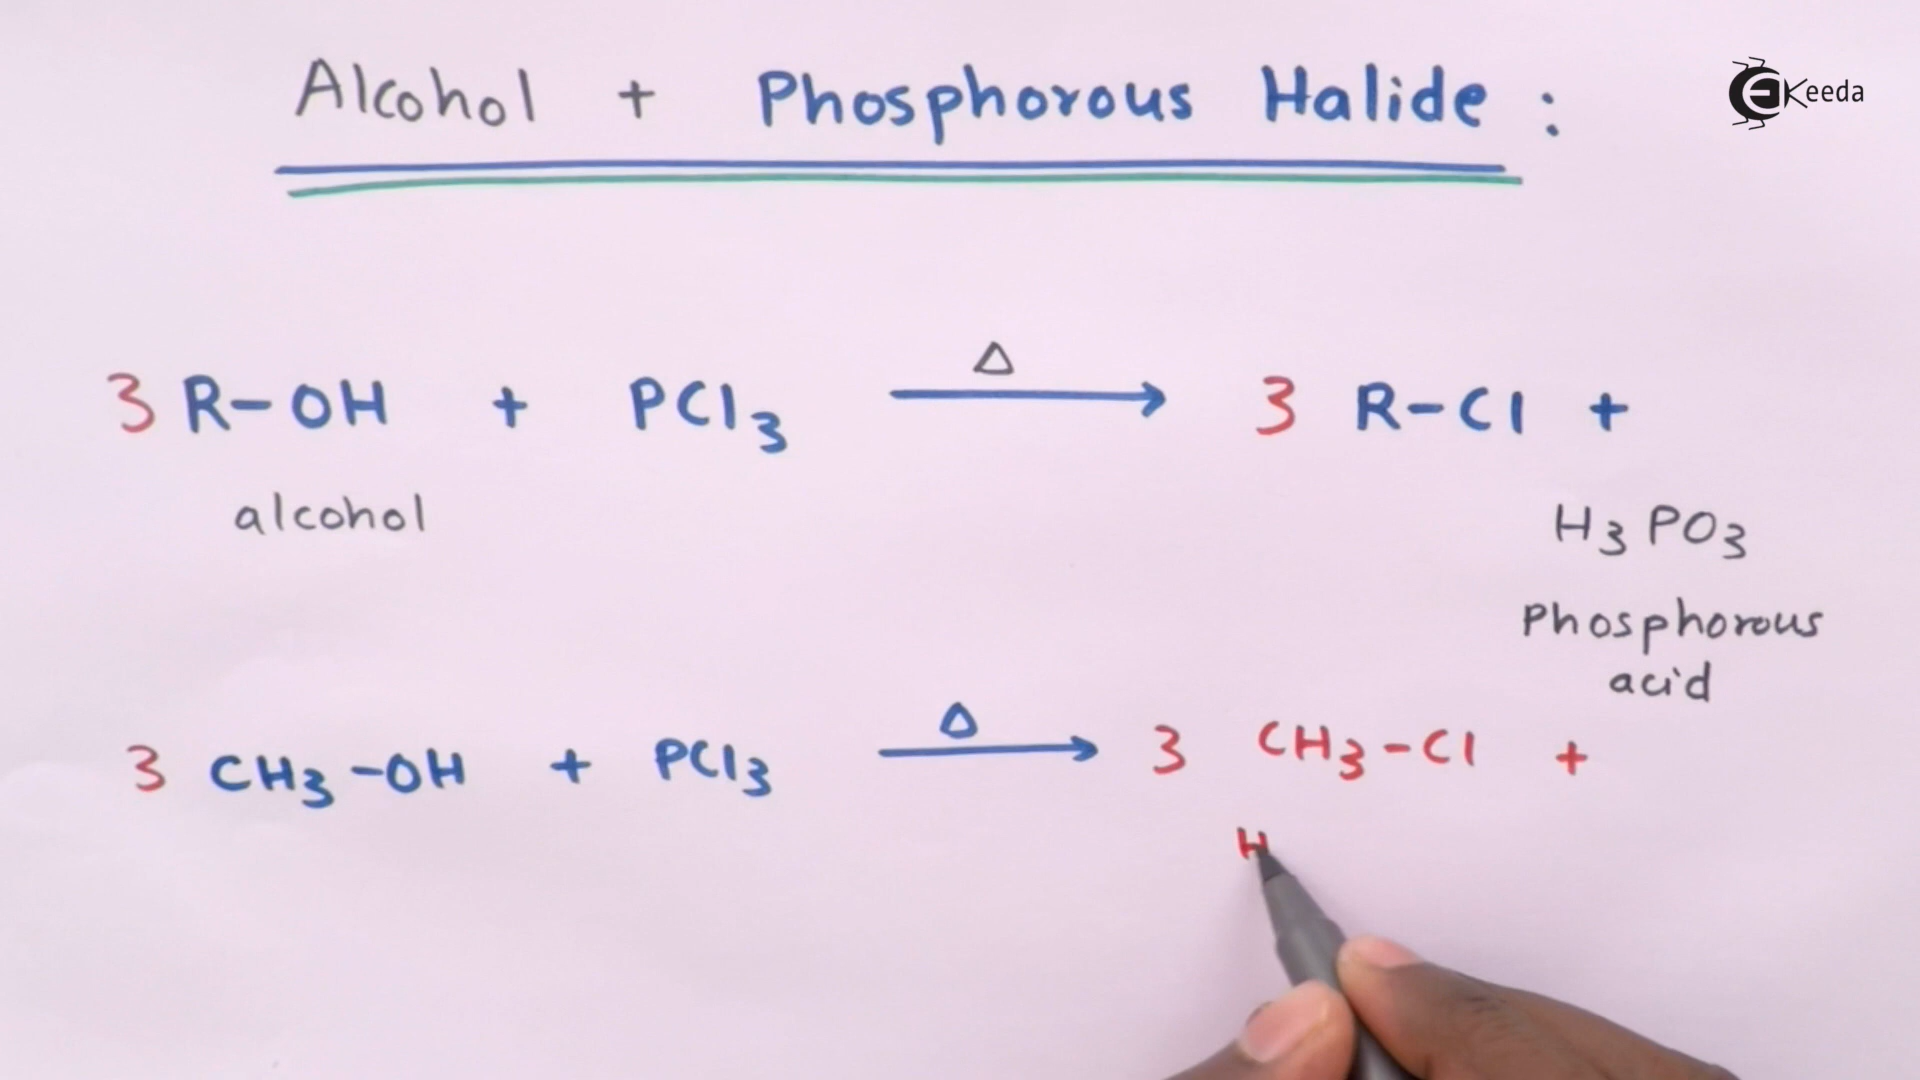 Alcohol + Phosphorous Halide :
EKeeda
Δ
3 R-OH + PCl3 → 3 R-Cl +
alcohol
H3PO3
Phosphorous
acid
Δ
3 CH3-OH + PCl3 → 3 CH3-Cl +
H